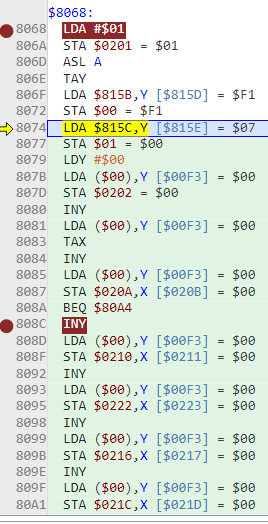 $8068:
8068 LDA #$01
806A STA $0201 = $01
806D ASL A
806E TAY
806F LDA $815B,Y [$815D] = $F1
8072 STA $00 = $F1
8074 LDA $815C,Y [$815E] = $07
8077 STA $01 = $00
8079 LDY #$00
807B LDA ($00),Y [$00F3] = $00
807D STA $0202 = $00
8080 INY
8081 LDA ($00),Y [$00F3] = $00
8083 TAX
8084 INY
8085 LDA ($00),Y [$00F3] = $00
8087 STA $020A,X [$020B] = $00
808A BEQ $80A4
808C INY
808D LDA ($00),Y [$00F3] = $00
808F STA $0210,X [$0211] = $00
8092 INY
8093 LDA ($00),Y [$00F3] = $00
8095 STA $0222,X [$0223] = $00
8098 INY
8099 LDA ($00),Y [$00F3] = $00
809B STA $0216,X [$0217] = $00
809E INY
809F LDA ($00),Y [$00F3] = $00
80A1 STA $021C,X [$021D] = $00